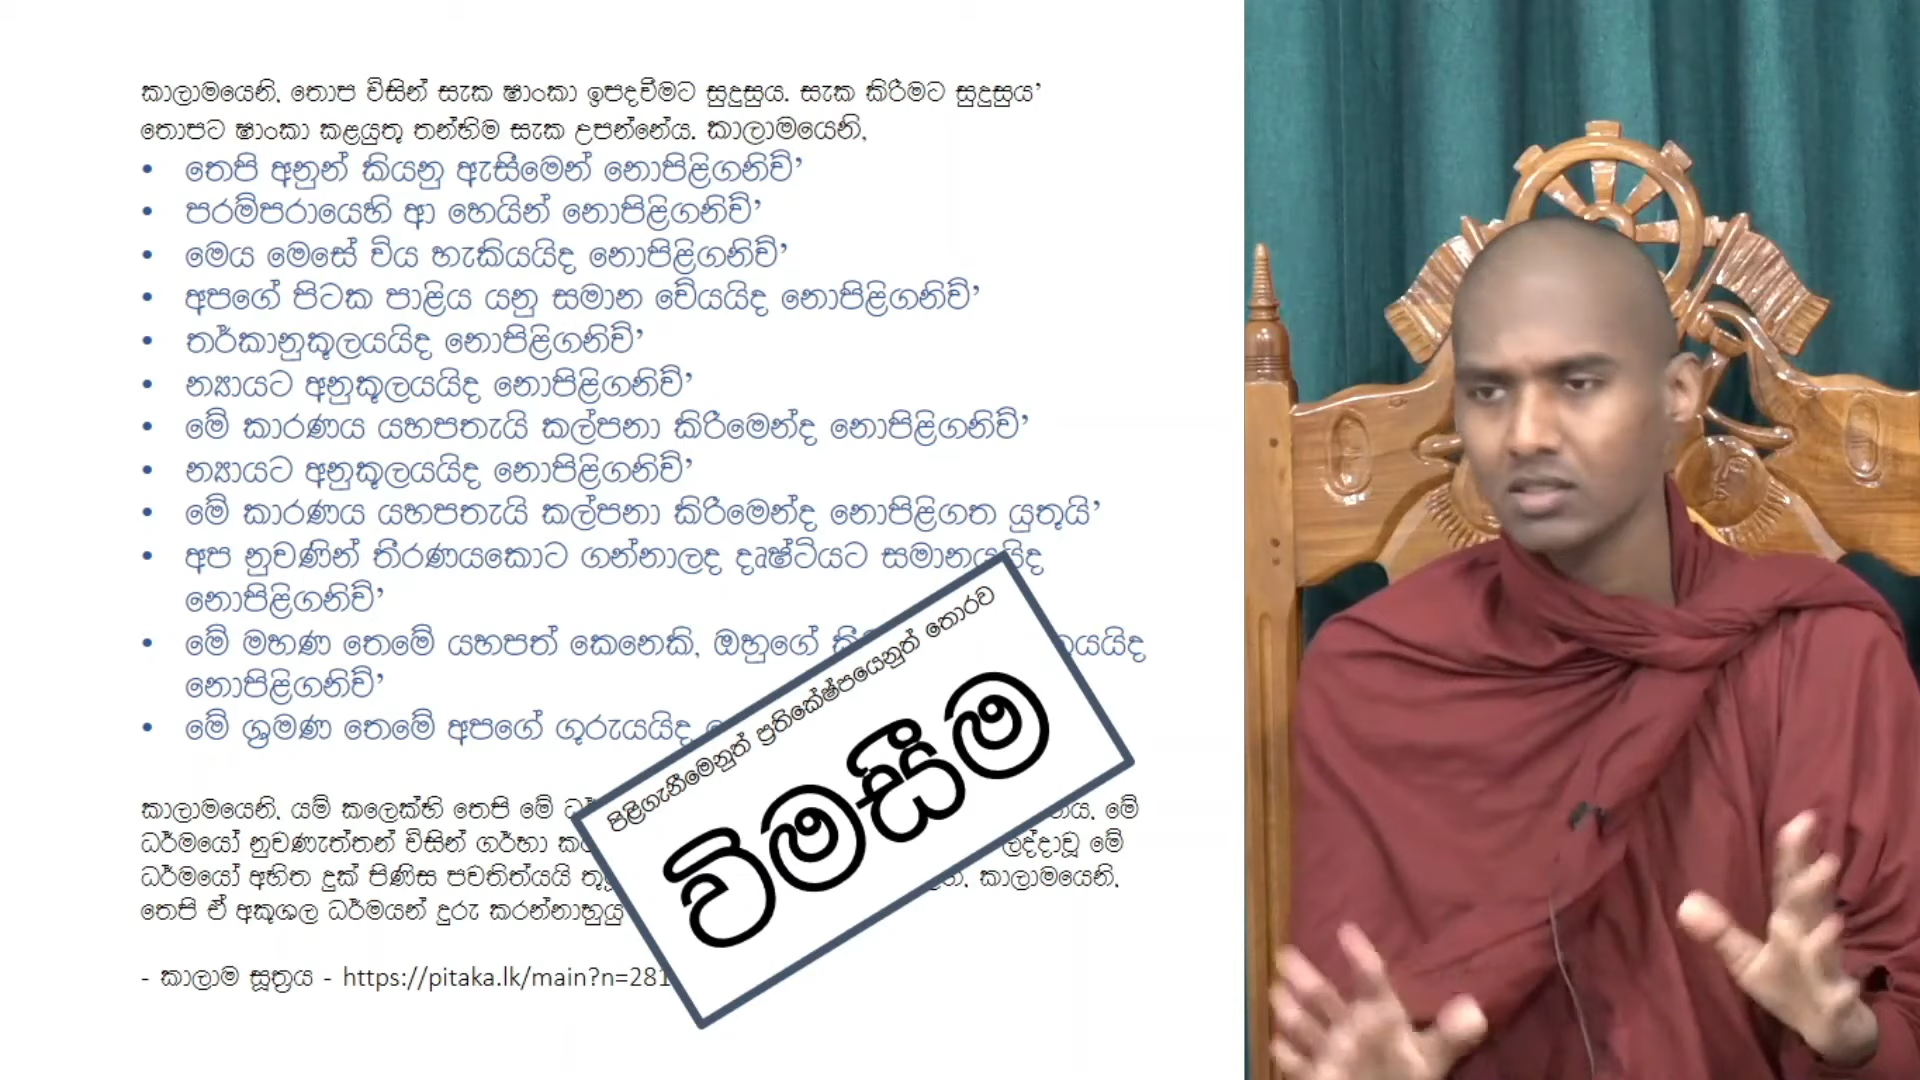 කාලාමයෙනි, තොප විසින් සැක ෂාංකා ඉපදවීමට සුදුසුය. සැක කිරීමට සුදුසුය’
තොපට ෂාංකා කළයුතු තන්හිම සැක උපන්නේය. කාලාමයෙනි,
• තෙපි අනුන් කියනු ඇසීමෙන් නොපිළිගනිව්’
• පරම්පරායෙහි ආ හෙයින් නොපිළිගනිව්’
• මෙය මෙසේ විය හැකියයිද නොපිළිගනිව්’
• අපගේ පිටක පාළිය යනු සමාන වේයයිද නොපිළිගනිව්’
• තර්කානුකූලයයිද නොපිළිගනිව්’
• න්‍යායට අනුකූලයයිද නොපිළිගනිව්’
• මේ කාරණය යහපතැයි කල්පනා කිරීමෙන්ද නොපිළිගනිව්’
• න්‍යායට අනුකූලයයිද නොපිළිගනිව්’
• මේ කාරණය යහපතැයි කල්පනා කිරීමෙන්ද නොපිළිගත යුතුයි’
• අප නුවණින් තීරණයකොට ගන්නාලද දෘෂ්ටියට සමානයයිද
නොපිළිගනිව්’
• මේ මහණ තෙමේ යහපත් කෙනෙකි, ඔහුගේ
නොපිළිගනිව්’
• මේ ශ්‍රමණ තෙමේ අපගේ ගුරුයයිද,
පිළිගැනීමෙනුත් ප්‍රතික්ෂේපයෙනුත් තොරව
විමසීම
කාලාමයෙනි, යම් කලෙක්හි තෙපි මේ මේ
ධර්මයෝ නුවණැත්තන් විසින් ගර්හා ලද්දාවූ මේ
ධර්මයෝ අහිත දුක් පිණිස පවතිත්යයි කාලාමයෙනි,
තෙපි ඒ අකුශල ධර්මයන් දුරු කරන්නාහුයු
- කාලාම සූත්‍රය - https://pitaka.lk/main?n=281